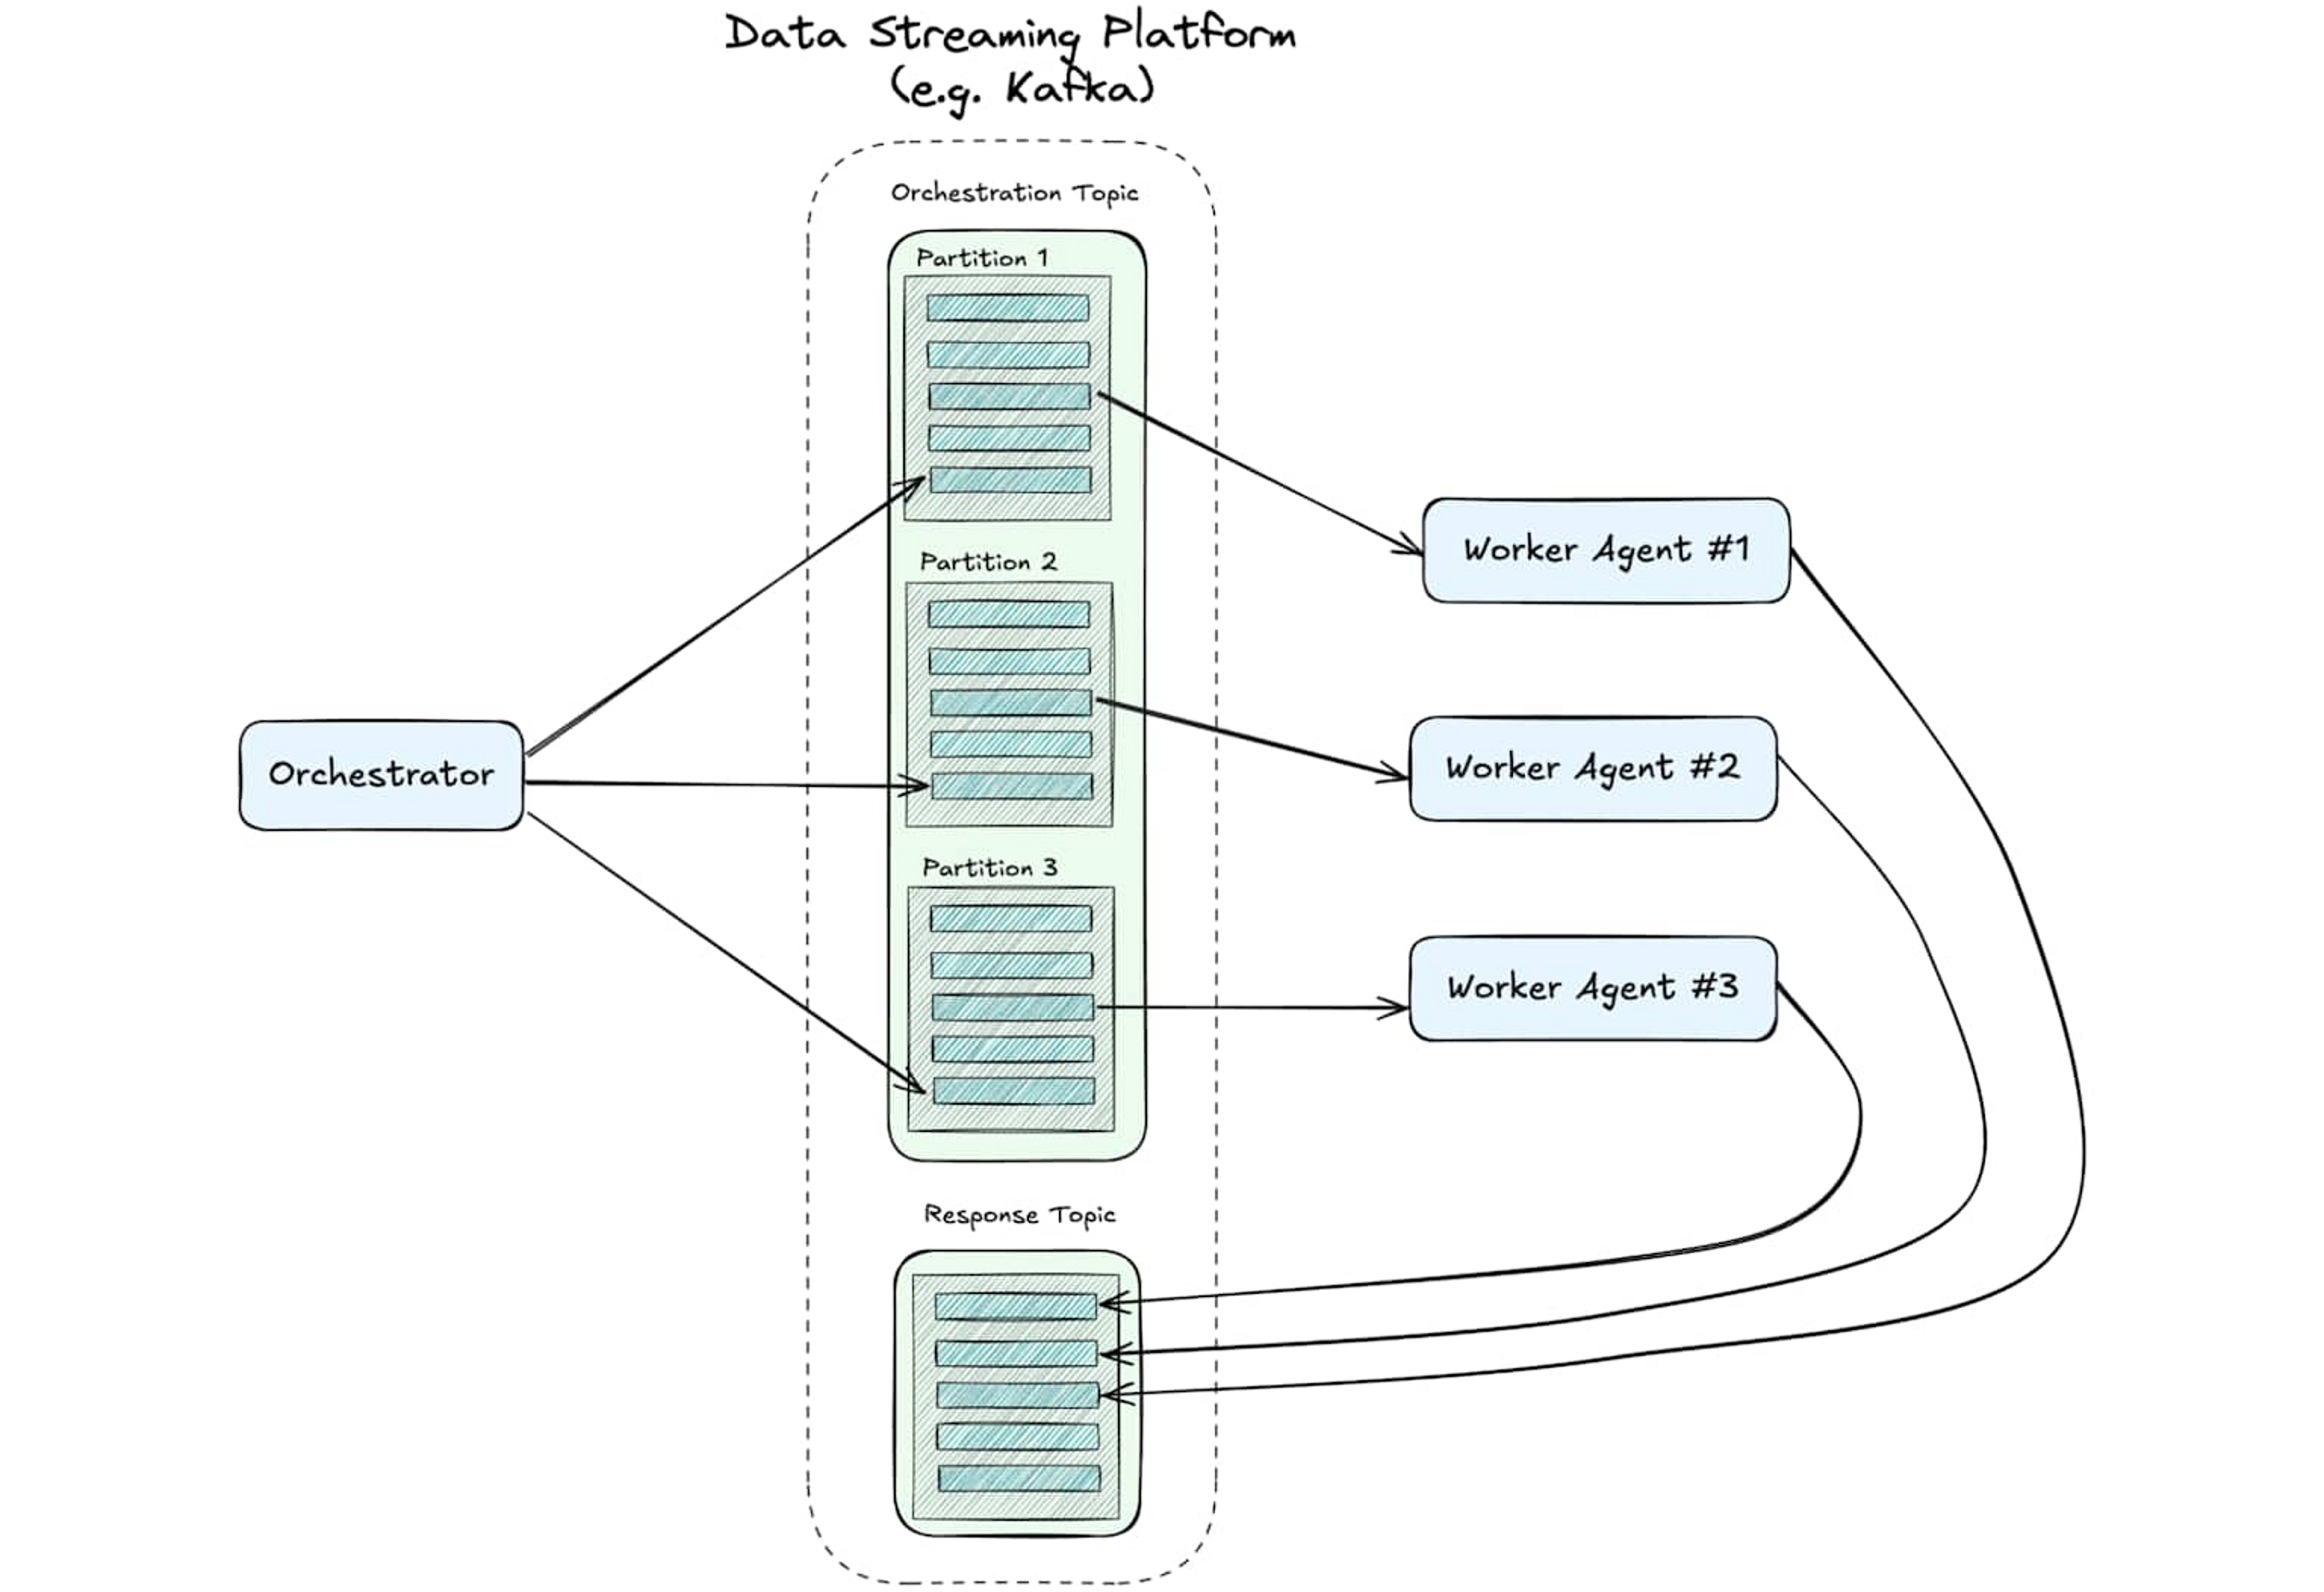 Data Streaming Platform
(e.g. Kafka)
Orchestration Topic
Partition 1
Partition 2
Partition 3
Orchestrator
Worker Agent #1
Worker Agent #2
Worker Agent #3
Response Topic